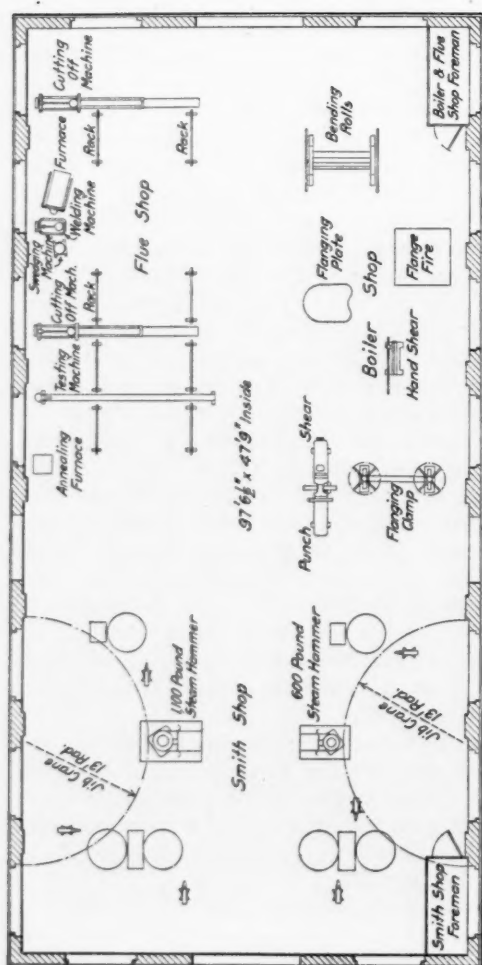 Cutting
Off
Machine
Furnace
Rack
Rack
Welding
Machine
Swedging
Machine
Flue Shop
Cutting
Off Mach.
Rack
Testing
Machine
Annealing
Furnace
Boiler & Flue
Shop Foreman
Bending
Rolls
Flanging
Plate
Flange
Fire
Boiler Shop
Hand Shear
97'6½" x 47'9" Inside
Shear
Punch
Flanging
Clamp
Jib Crane
13' Rad.
1,100 Pound
Steam Hammer
Smith Shop
600 Pound
Steam Hammer
Jib Crane
13' Rad.
Smith Shop
Foreman